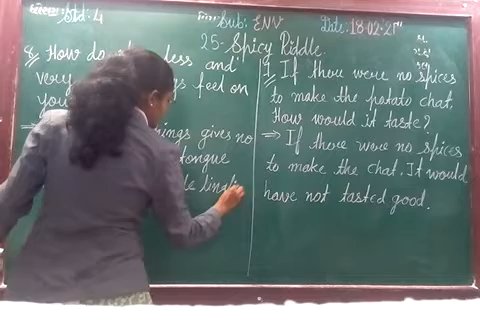 Std: 4 Sub: ENV Date: 18-02-21
25- Spicy Riddle.
8. How do less and
very feel on
you
⇒ ings gives no
tongue
9. If there were no spices
to make the potato chat.
How would it taste?
⇒ If there were no spices
to make the chat. It would
have not tasted good.